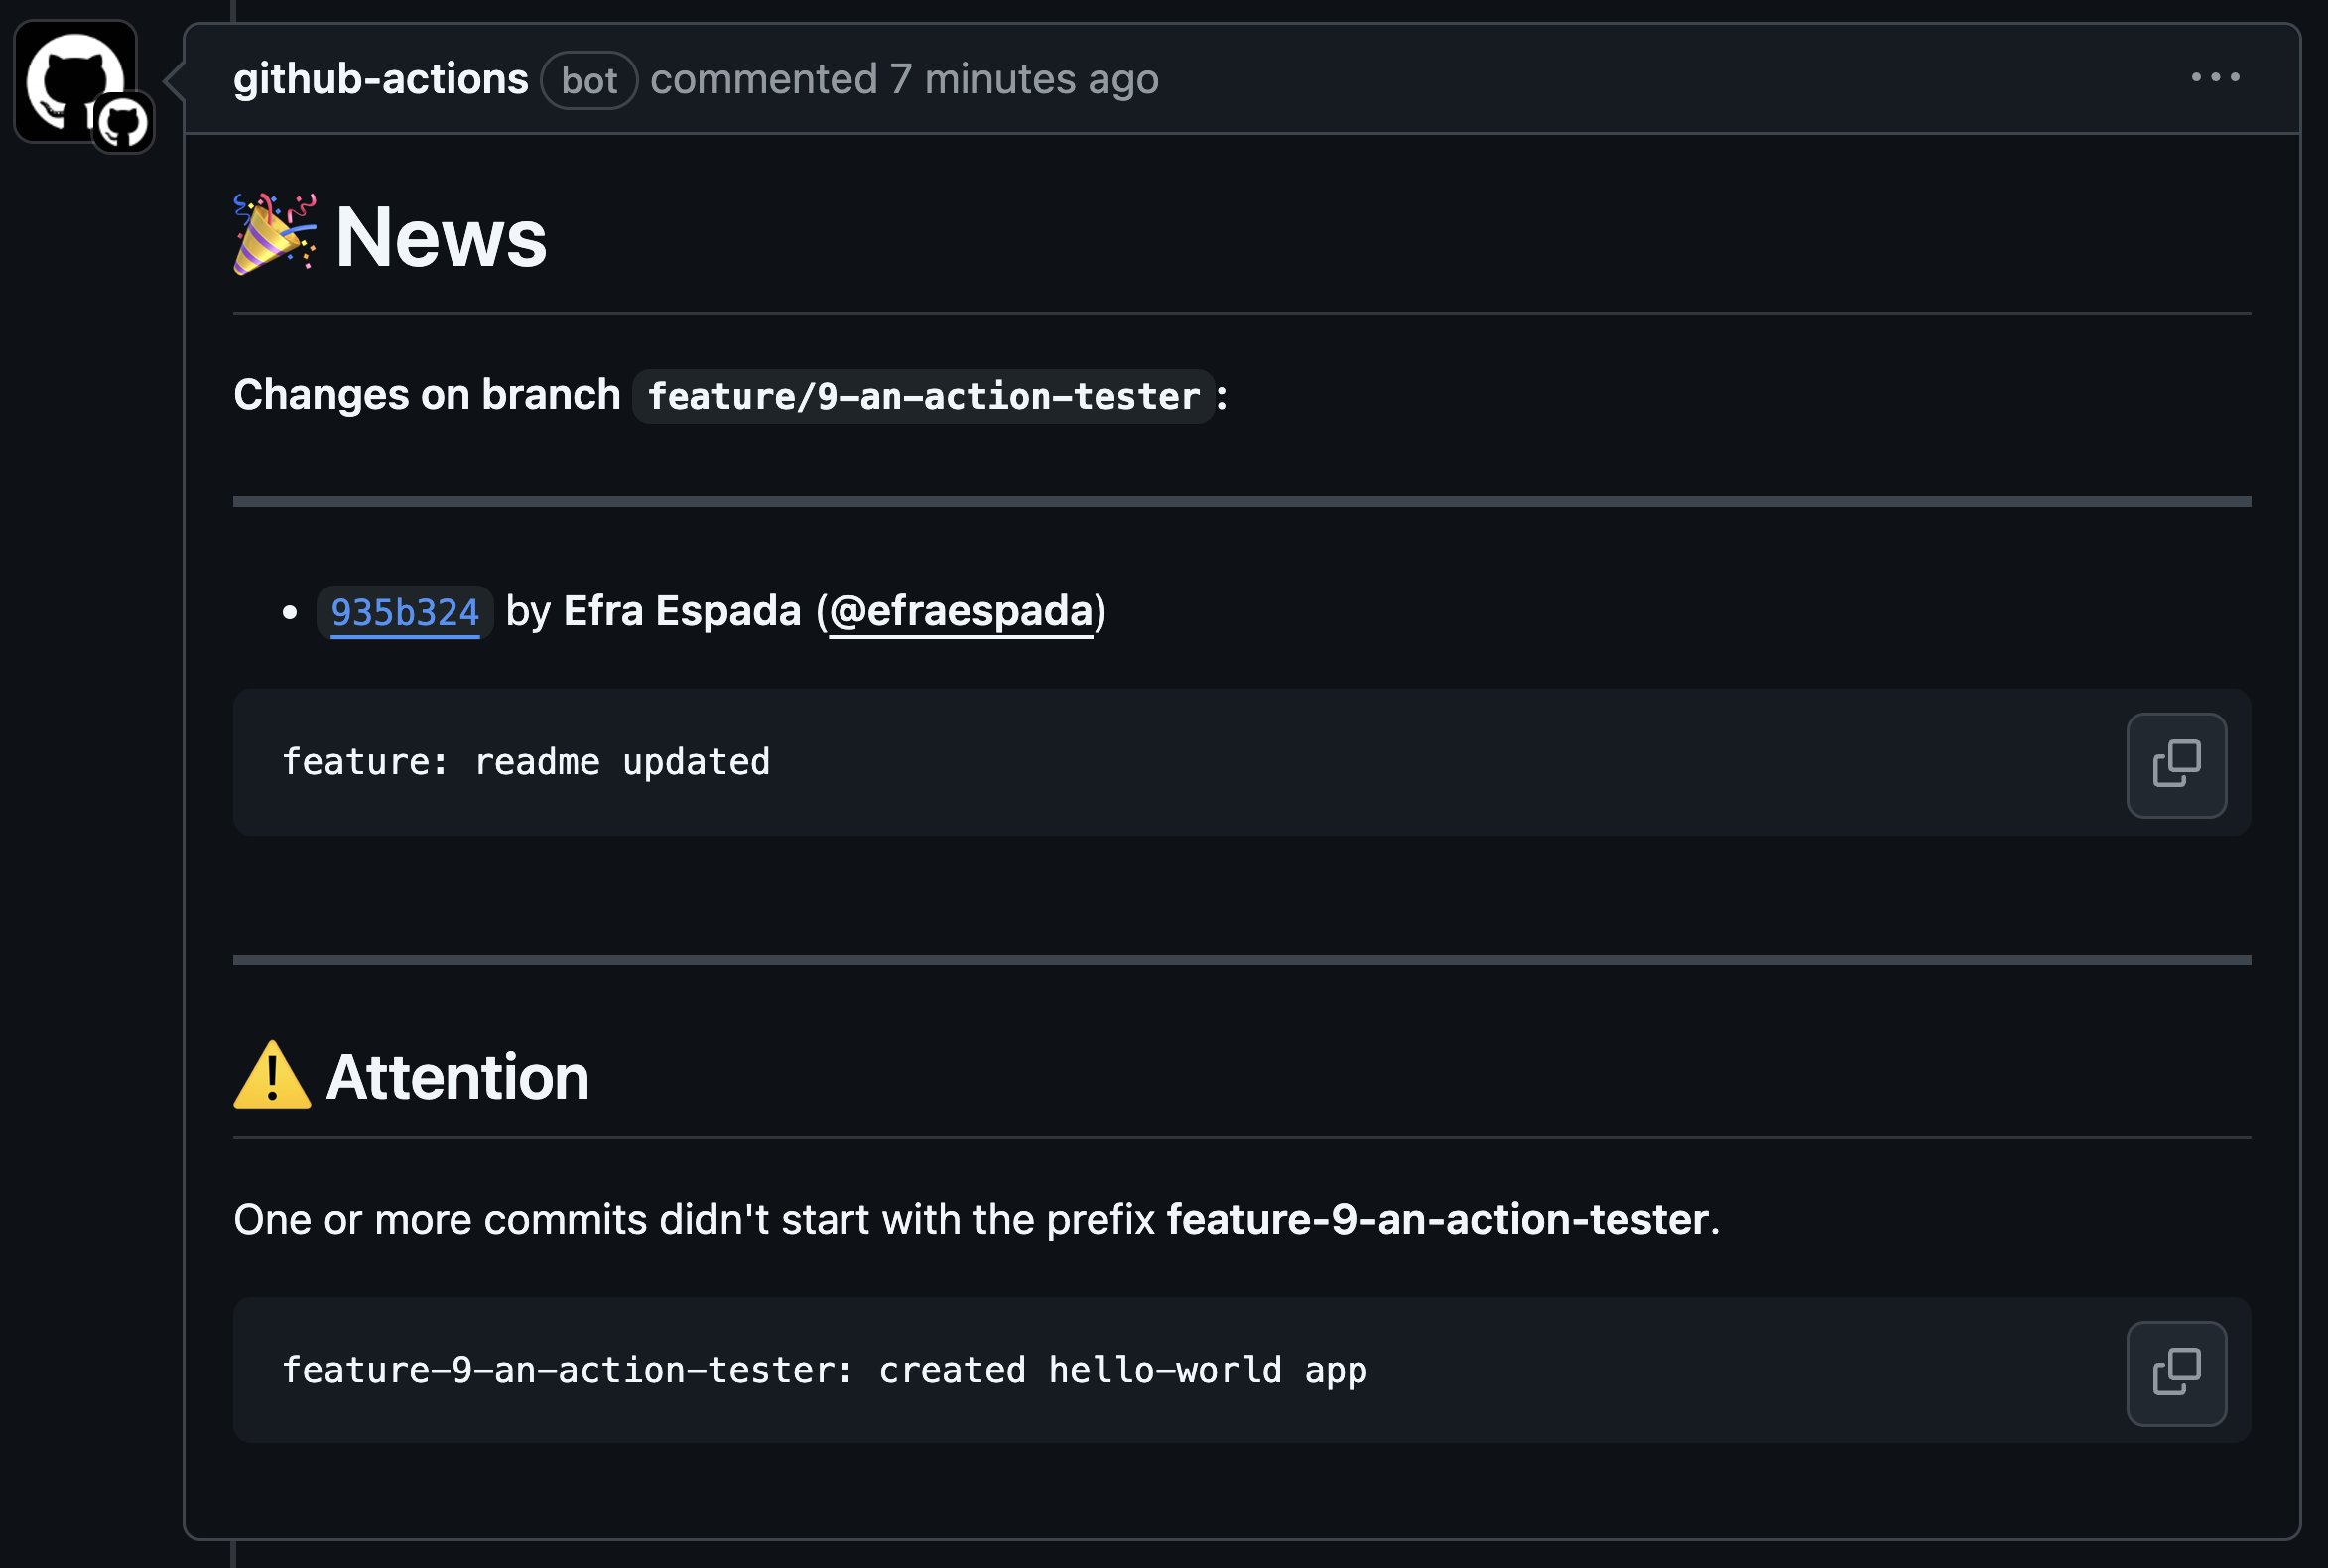 github-actions bot commented 7 minutes ago
🎉 News
Changes on branch feature/9-an-action-tester:
935b324 by Efra Espada (@efraespada)
feature: readme updated
⚠️ Attention
One or more commits didn't start with the prefix feature-9-an-action-tester.
feature-9-an-action-tester: created hello-world app